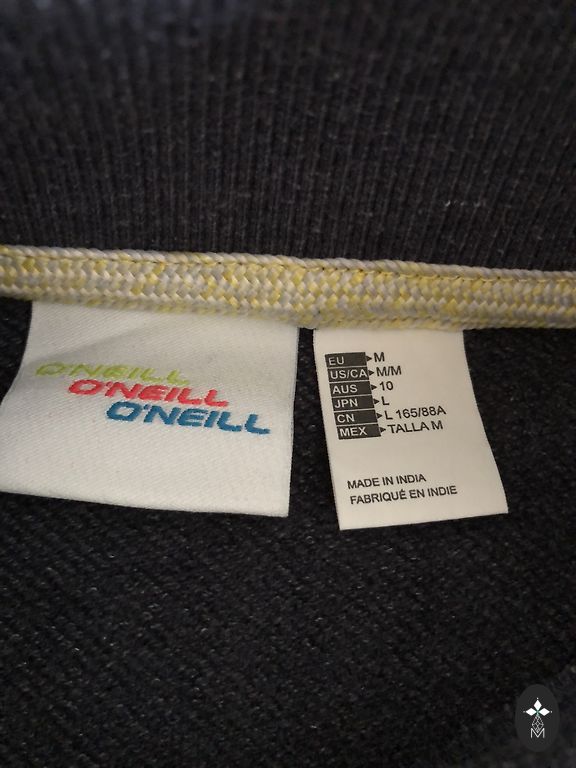 O'NEILL
O'NEILL
O'NEILL
EU M
US/CA M/M
AUS 10
JPN L
CN L 165/88A
MEX TALLA M
MADE IN INDIA
FABRIQUÉ EN INDIE
M